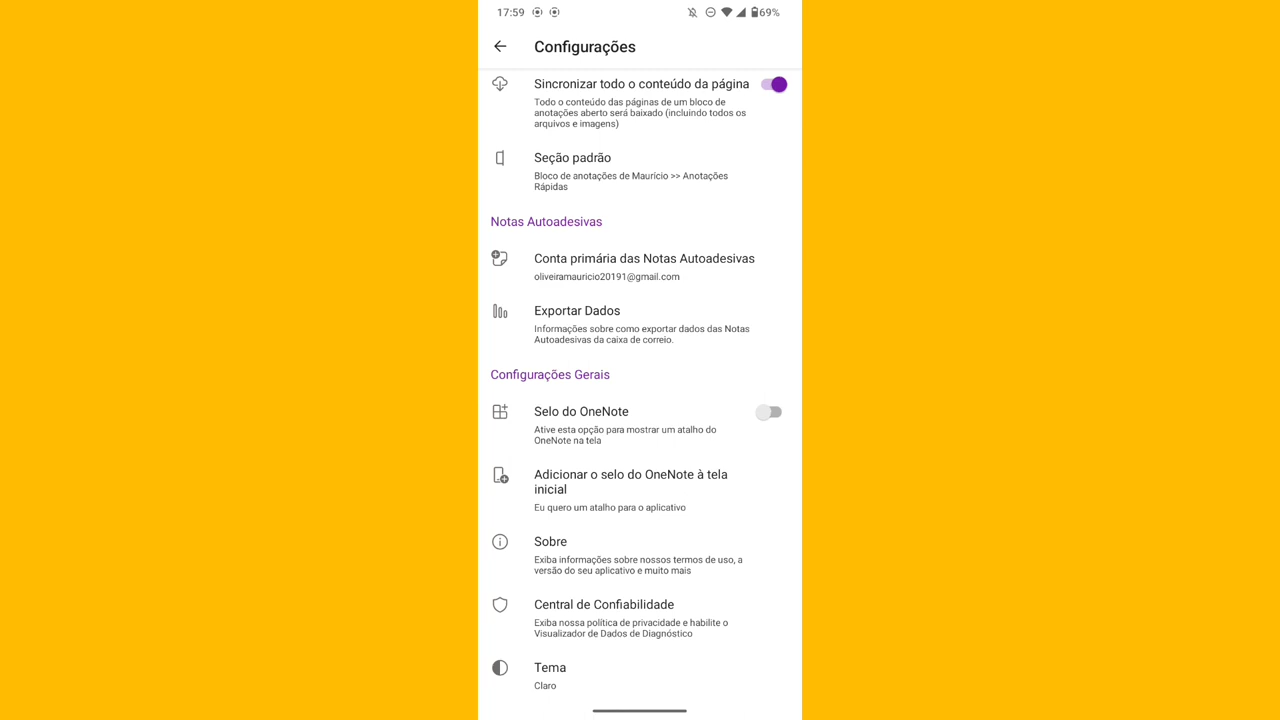 17:59
69%
Configurações
Sincronizar todo o conteúdo da página
Todo o conteúdo das páginas de um bloco de
anotações aberto será baixado (incluindo todos os
arquivos e imagens)
Seção padrão
Bloco de anotações de Maurício >> Anotações
Rápidas
Notas Autoadesivas
Conta primária das Notas Autoadesivas
oliveiramauricio20191@gmail.com
Exportar Dados
Informações sobre como exportar dados das Notas
Autoadesivas da caixa de correio.
Configurações Gerais
Selo do OneNote
Ative esta opção para mostrar um atalho do
OneNote na tela
Adicionar o selo do OneNote à tela
inicial
Eu quero um atalho para o aplicativo
Sobre
Exiba informações sobre nossos termos de uso, a
versão do seu aplicativo e muito mais
Central de Confiabilidade
Exiba nossa política de privacidade e habilite o
Visualizador de Dados de Diagnóstico
Tema
Claro